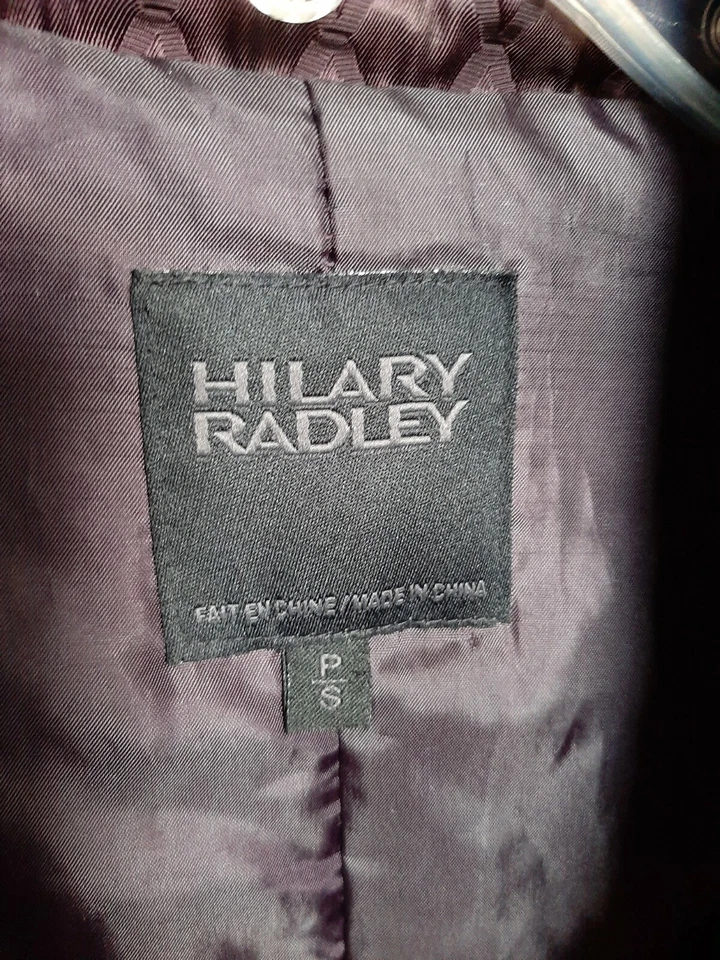 HILARY
RADLEY
FAIT EN CHINE/MADE IN CHINA
P
S